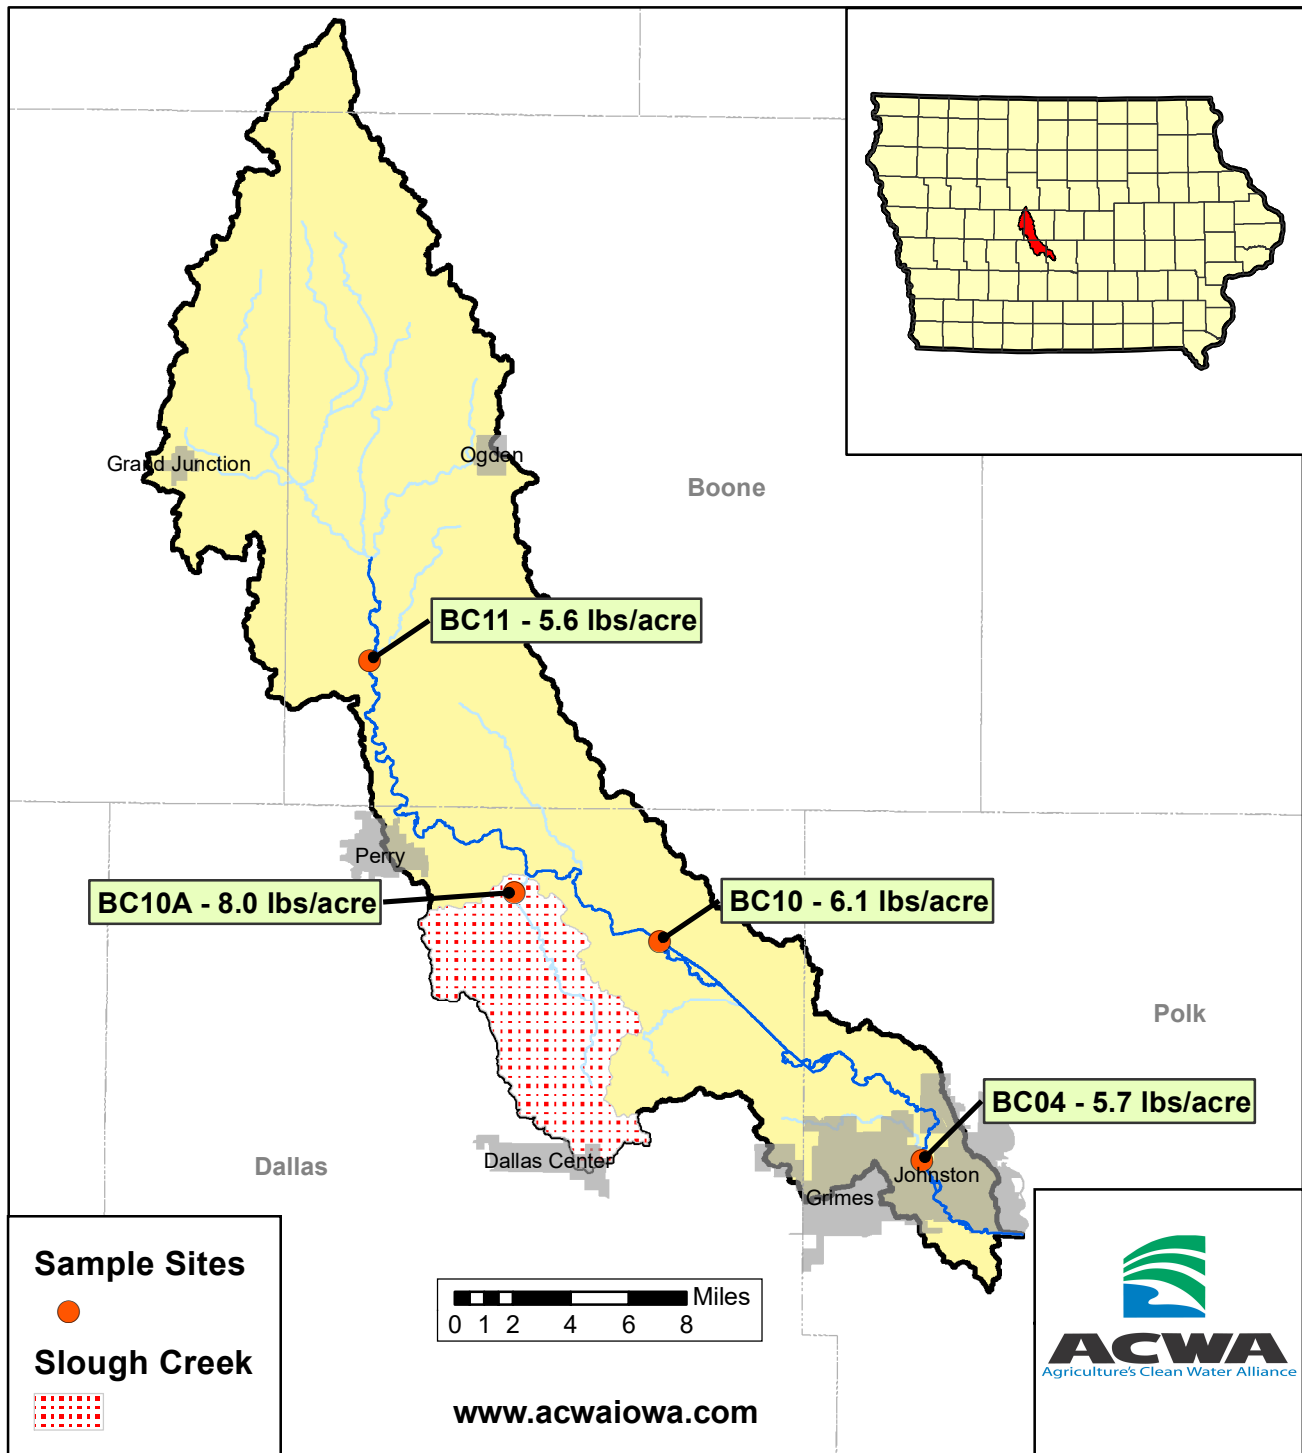 Grand Junction
Ogden
Boone
BC11 - 5.6 lbs/acre
Perry
BC10A - 8.0 lbs/acre
BC10 - 6.1 lbs/acre
Polk
BC04 - 5.7 lbs/acre
Dallas
Dallas Center
Johnston
Grimes
Sample Sites
Slough Creek
Miles
0 1 2 4 6 8
www.acwaiowa.com
ACWA
Agriculture's Clean Water Alliance